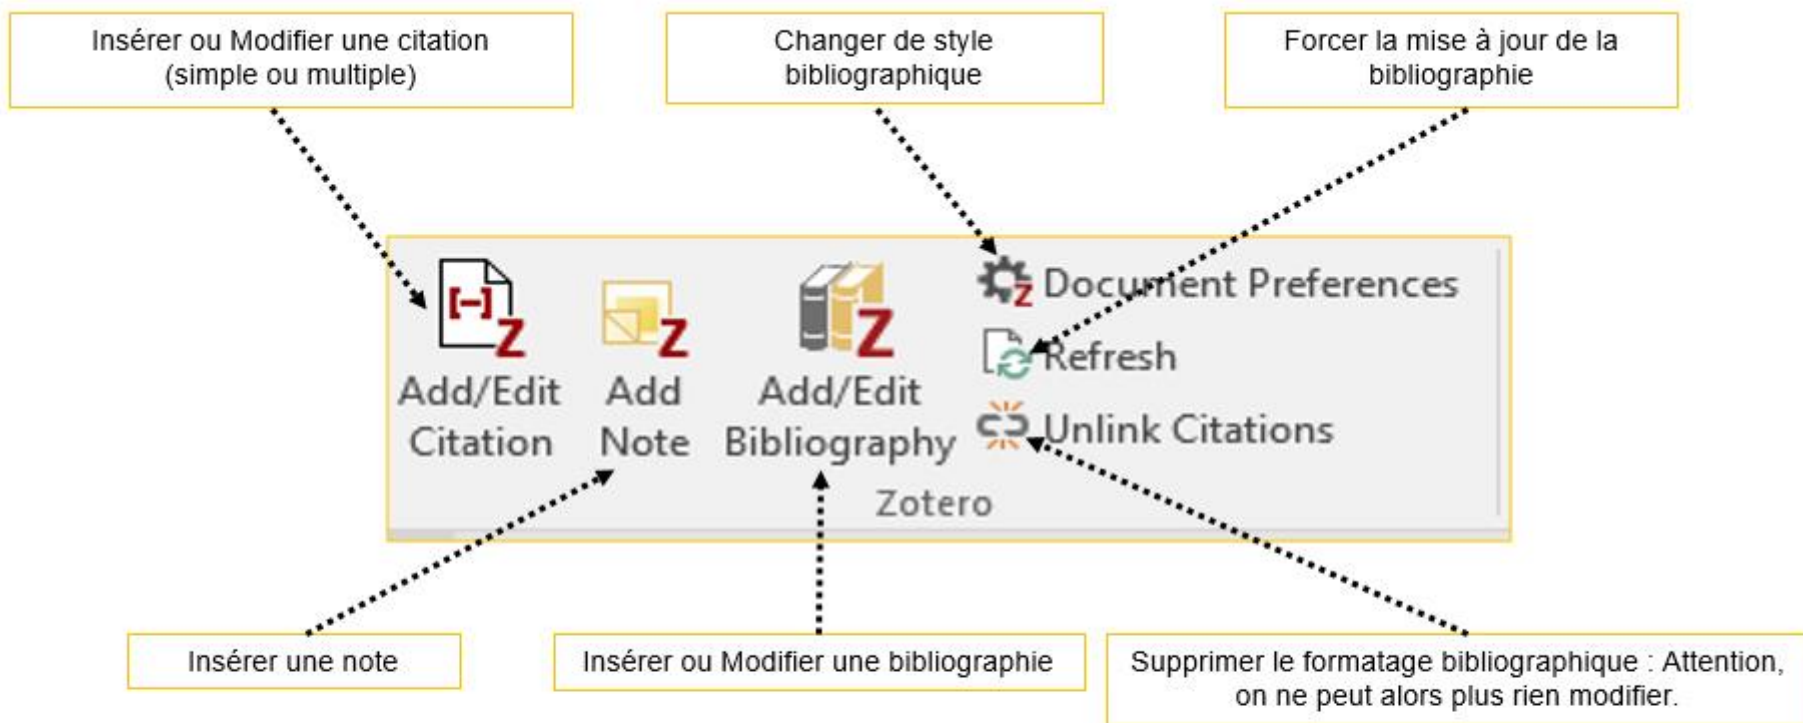 Insérer ou Modifier une citation
(simple ou multiple)
Changer de style
bibliographique
Forcer la mise à jour de la
bibliographie
[-]
Z
Add/Edit
Citation
Z
Add
Note
Z
Add/Edit
Bibliography
Z
Document Preferences
Refresh
Unlink Citations
Zotero
Insérer une note
Insérer ou Modifier une bibliographie
Supprimer le formatage bibliographique : Attention,
on ne peut alors plus rien modifier.